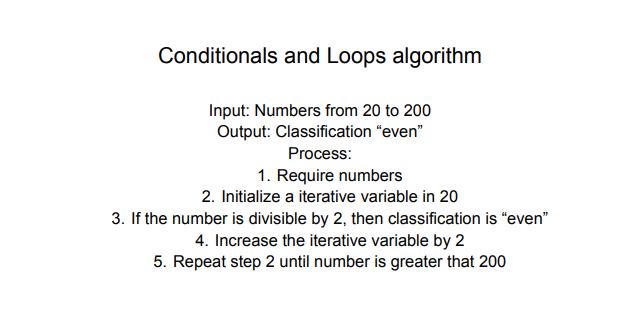 Conditionals and Loops algorithm
Input: Numbers from 20 to 200
Output: Classification “even”
Process:
1. Require numbers
2. Initialize a iterative variable in 20
3. If the number is divisible by 2, then classification is “even”
4. Increase the iterative variable by 2
5. Repeat step 2 until number is greater that 200